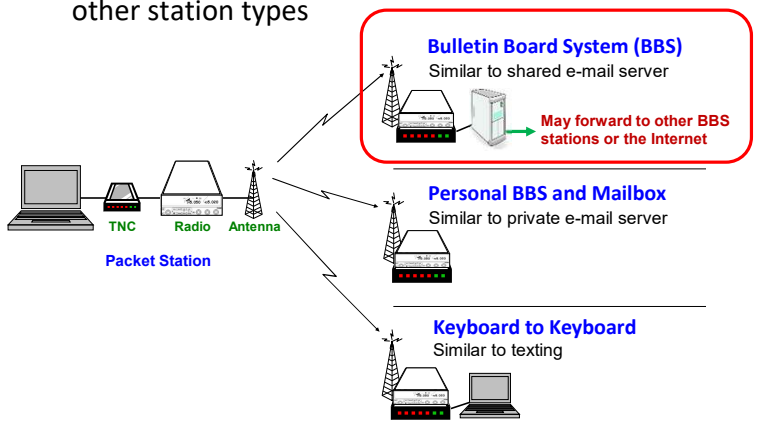 other station types
Bulletin Board System (BBS)
Similar to shared e-mail server
May forward to other BBS
stations or the Internet
TNC
Radio
Antenna
Packet Station
Personal BBS and Mailbox
Similar to private e-mail server
Keyboard to Keyboard
Similar to texting